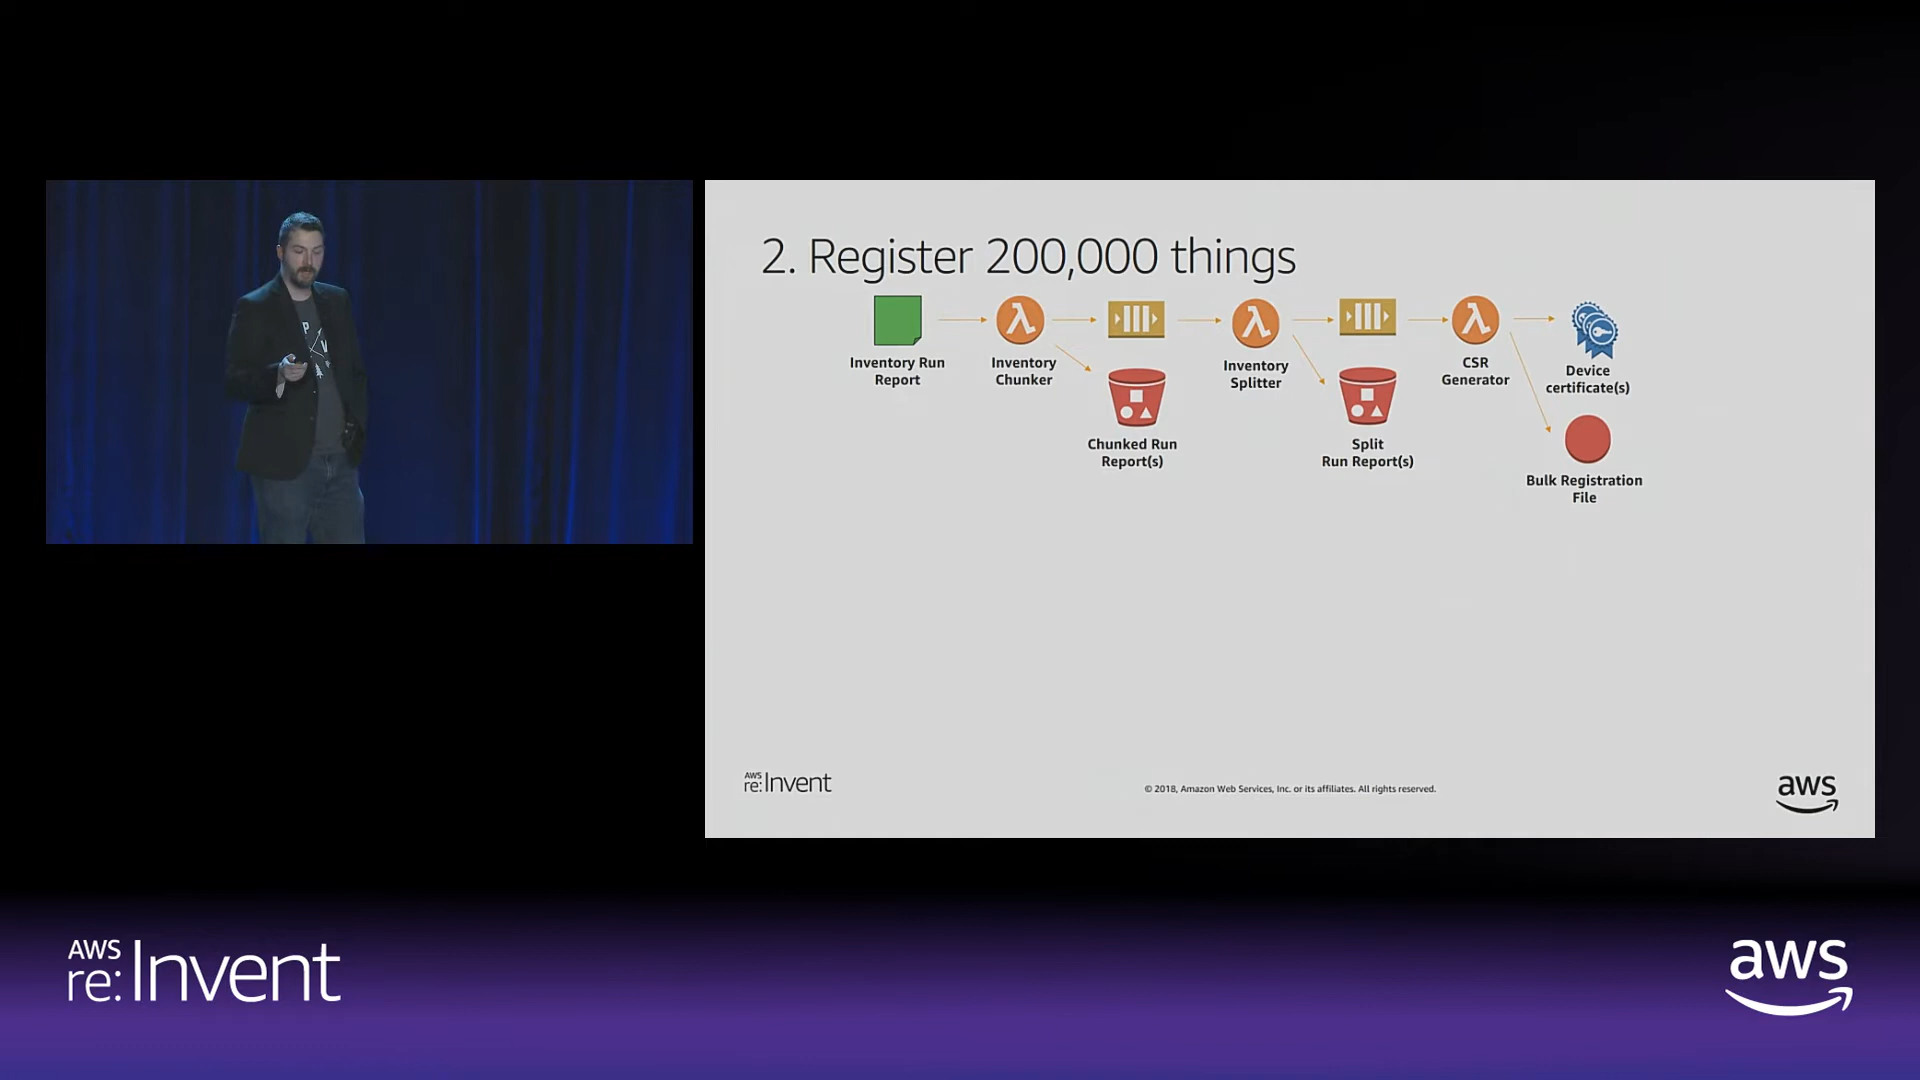 2. Register 200,000 things
Inventory Run
Report
Inventory
Chunker
Chunked Run
Report(s)
Inventory
Splitter
Split
Run Report(s)
CSR
Generator
Device
certificate(s)
Bulk Registration
File
AWS
re:Invent
© 2018, Amazon Web Services, Inc. or its affiliates. All rights reserved.
aws
AWS
re:Invent
aws